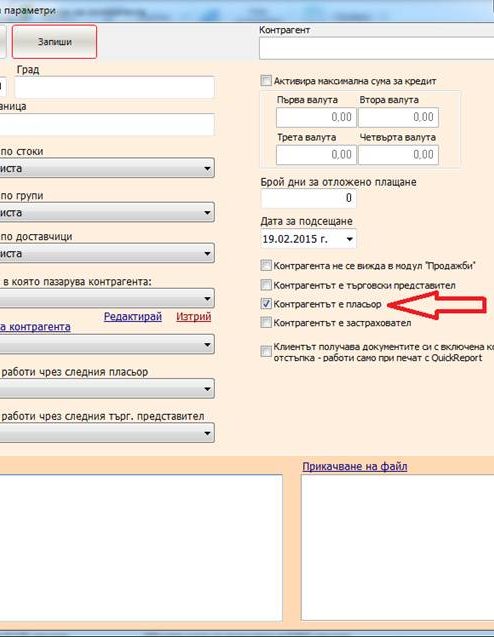 параметри
Запиши
Контрагент
Град
Активира максимална сума за кредит
Първа валута Втора валута
0,00 0,00
Трета валута Четвърта валута
0,00 0,00
по стоки
по групи
Брой дни за отложено плащане
0
Дата за подсещане
19.02.2015 г.
по доставчици
Контрагента не се вижда в модул "Продажби"
в която пазарува контрагента:
Контрагентът е търговски представител
Контрагентът е пласьор
Редактирай Изтрий
а контрагента
Контрагентът е застраховател
Клиентът получава документите си с включена
отстъпка - работи само при печат с QuickReport
работи чрез следния пласьор
работи чрез следния търг. представител
Прикачване на файл